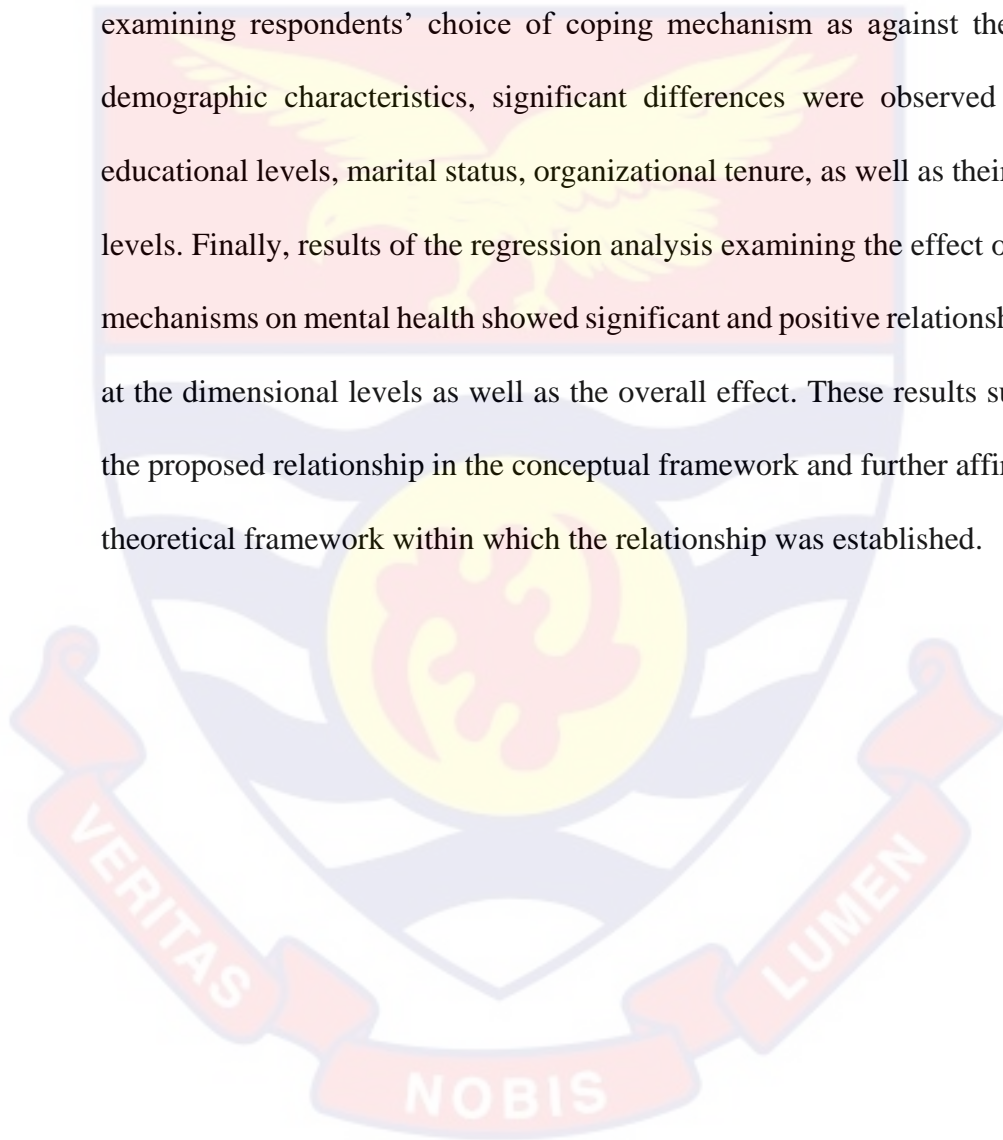 examining respondents’ choice of coping mechanism as against the
demographic characteristics, significant differences were observed
educational levels, marital status, organizational tenure, as well as their
levels. Finally, results of the regression analysis examining the effect
mechanisms on mental health showed significant and positive
at the dimensional levels as well as the overall effect. These results
the proposed relationship in the conceptual framework and further
theoretical framework within which the relationship was established.
VERITAS
NOBIS
LUMEN